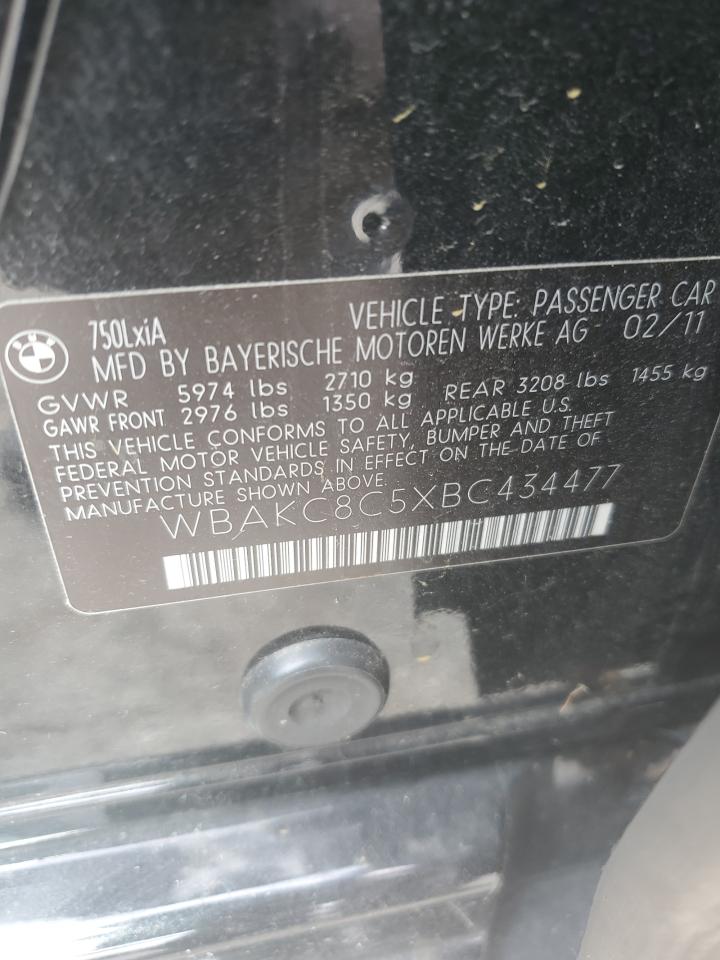 BMW
750LxiA VEHICLE TYPE: PASSENGER CAR
MFD BY BAYERISCHE MOTOREN WERKE AG 02/11
GVWR 5974 lbs 2710 kg
GAWR FRONT 2976 lbs 1350 kg REAR 3208 lbs 1455 kg
THIS VEHICLE CONFORMS TO ALL APPLICABLE U.S.
FEDERAL MOTOR VEHICLE SAFETY, BUMPER AND THEFT
PREVENTION STANDARDS IN EFFECT ON THE DATE OF
MANUFACTURE SHOWN ABOVE.
WBAKC8C5XBC434477